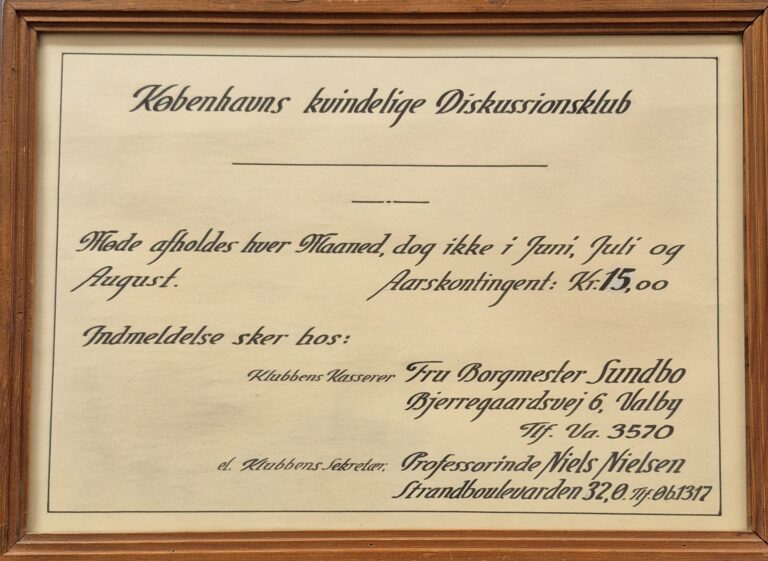 Københavns kvindelige Diskussionsklub
Møde afholdes hver Maaned, dog ikke i Juni, Juli og
August. Aarskontingent: Kr. 15,00
Indmeldelse sker hos:
Klubbens Kasserer Fru Borgmester Sundbo
Bjerregaardsvej 6, Valby
Tlf. Va. 3570
el. Klubbens Sekretær, Professorinde Niels Nielsen
Strandboulevarden 32, Ø. Tlf. Øb. 1317